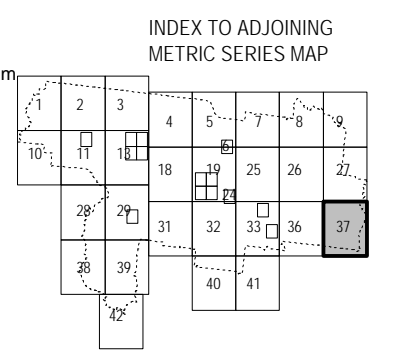 INDEX TO ADJOINING
METRIC SERIES MAP
m
1 2 3
4 5 7 8 9
6
10 11 13
18 19 25 26 27
24
28 29
31 32 33 36 37
38 39
40 41
42